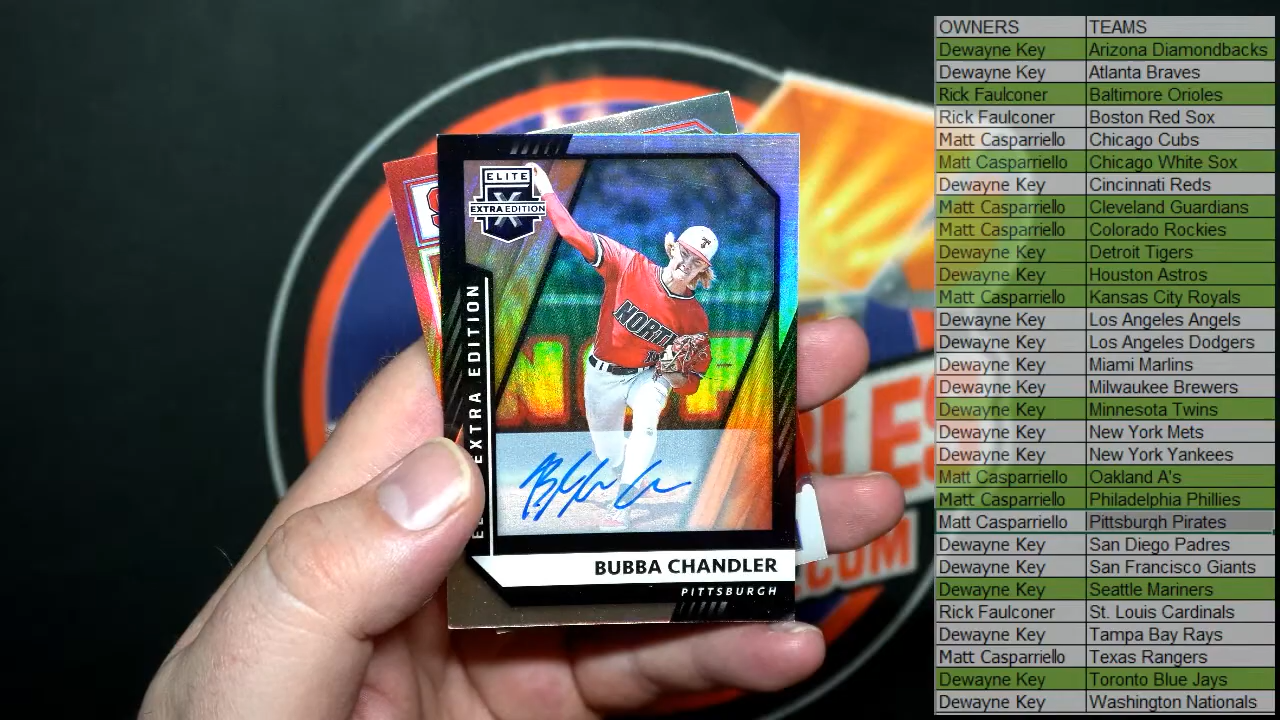 ELITE
X
EXTRA EDITION
T
NORT
EXTRA EDITION
BUBBA CHANDLER
PITTSBURGH
.COM
OWNERS TEAMS
Dewayne Key Arizona Diamondbacks
Dewayne Key Atlanta Braves
Rick Faulconer Baltimore Orioles
Rick Faulconer Boston Red Sox
Matt Casparriello Chicago Cubs
Matt Casparriello Chicago White Sox
Dewayne Key Cincinnati Reds
Matt Casparriello Cleveland Guardians
Matt Casparriello Colorado Rockies
Dewayne Key Detroit Tigers
Dewayne Key Houston Astros
Matt Casparriello Kansas City Royals
Dewayne Key Los Angeles Angels
Dewayne Key Los Angeles Dodgers
Dewayne Key Miami Marlins
Dewayne Key Milwaukee Brewers
Dewayne Key Minnesota Twins
Dewayne Key New York Mets
Dewayne Key New York Yankees
Matt Casparriello Oakland A's
Matt Casparriello Philadelphia Phillies
Matt Casparriello Pittsburgh Pirates
Dewayne Key San Diego Padres
Dewayne Key San Francisco Giants
Dewayne Key Seattle Mariners
Rick Faulconer St. Louis Cardinals
Dewayne Key Tampa Bay Rays
Matt Casparriello Texas Rangers
Dewayne Key Toronto Blue Jays
Dewayne Key Washington Nationals